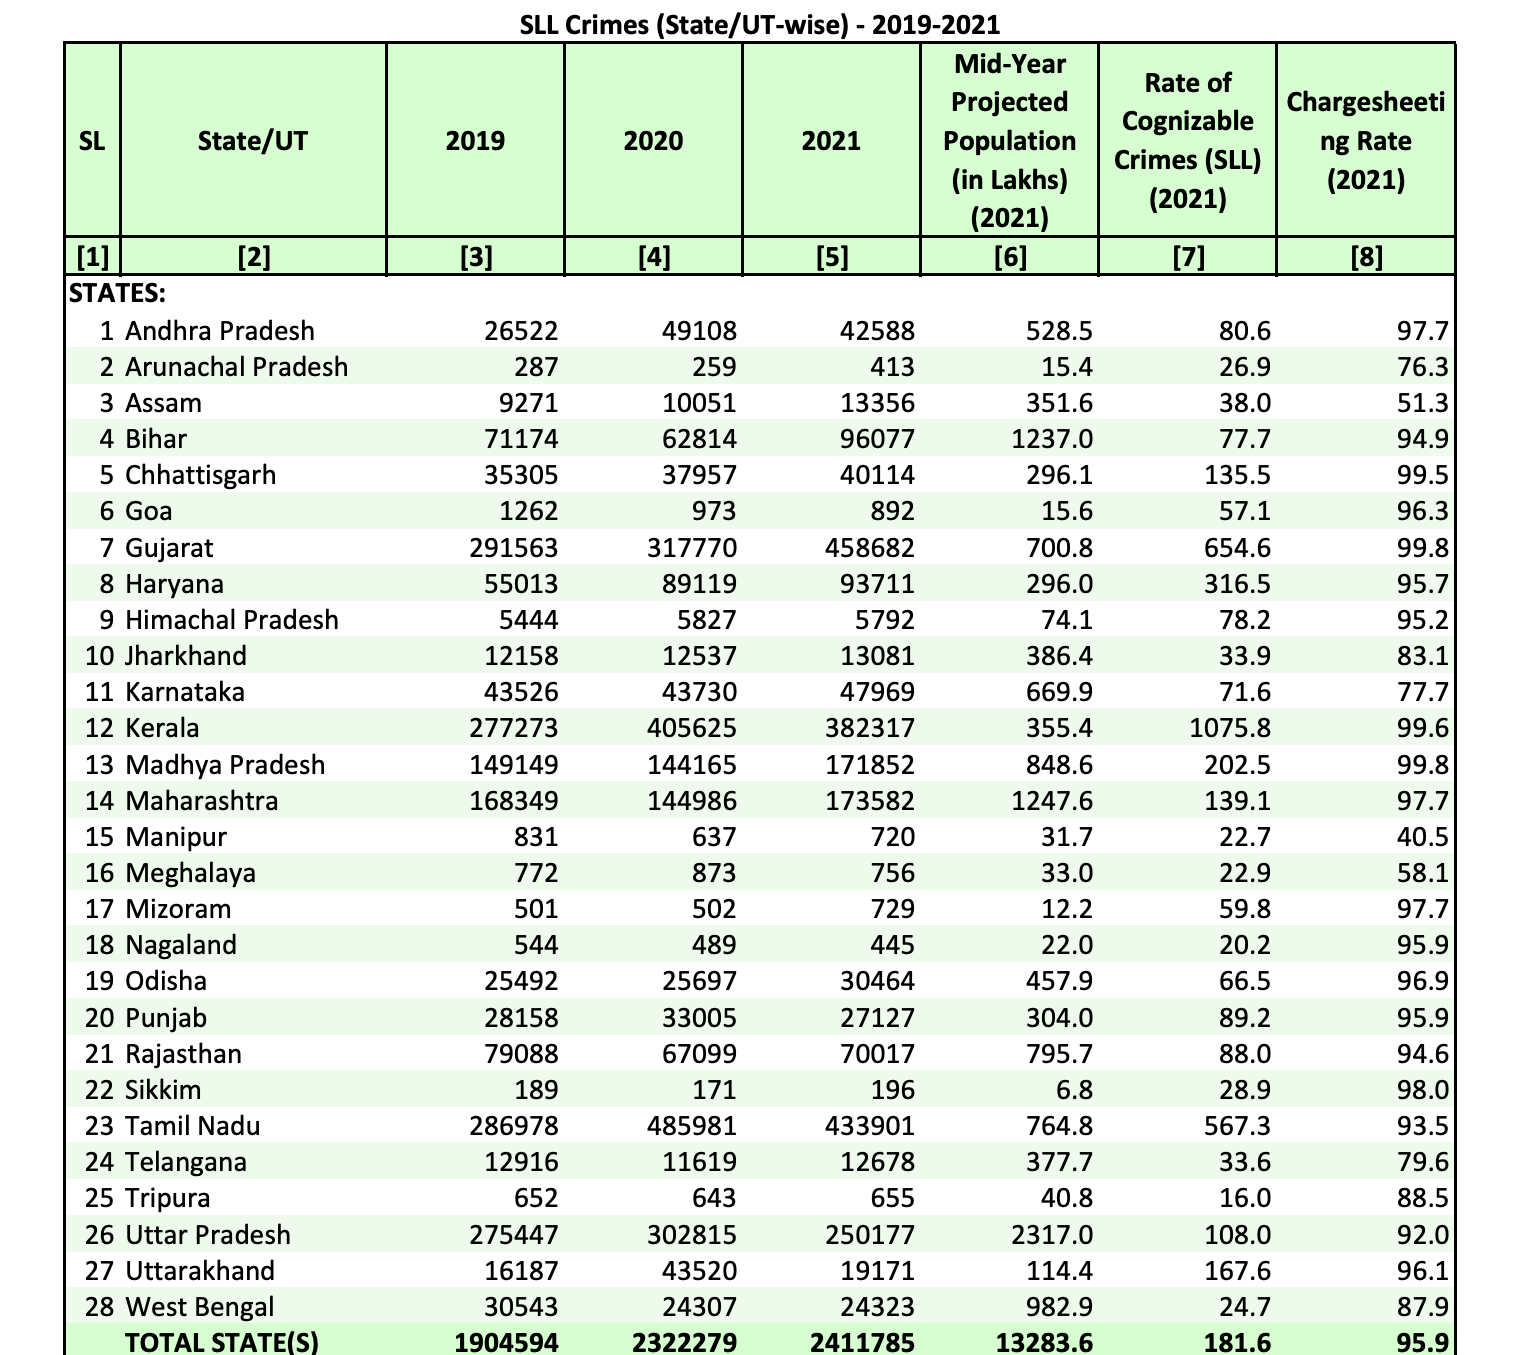 SLL Crimes (State/UT-wise) - 2019-2021
SL State/UT 2019 2020 2021 Mid-Year Projected Population (in Lakhs) (2021) Rate of Cognizable Crimes (SLL) (2021) Chargesheeti ng Rate (2021)
[1] [2] [3] [4] [5] [6] [7] [8]
STATES:
1 Andhra Pradesh 26522 49108 42588 528.5 80.6 97.7
2 Arunachal Pradesh 287 259 413 15.4 26.9 76.3
3 Assam 9271 10051 13356 351.6 38.0 51.3
4 Bihar 71174 62814 96077 1237.0 77.7 94.9
5 Chhattisgarh 35305 37957 40114 296.1 135.5 99.5
6 Goa 1262 973 892 15.6 57.1 96.3
7 Gujarat 291563 317770 458682 700.8 654.6 99.8
8 Haryana 55013 89119 93711 296.0 316.5 95.7
9 Himachal Pradesh 5444 5827 5792 74.1 78.2 95.2
10 Jharkhand 12158 12537 13081 386.4 33.9 83.1
11 Karnataka 43526 43730 47969 669.9 71.6 77.7
12 Kerala 277273 405625 382317 355.4 1075.8 99.6
13 Madhya Pradesh 149149 144165 171852 848.6 202.5 99.8
14 Maharashtra 168349 144986 173582 1247.6 139.1 97.7
15 Manipur 831 637 720 31.7 22.7 40.5
16 Meghalaya 772 873 756 33.0 22.9 58.1
17 Mizoram 501 502 729 12.2 59.8 97.7
18 Nagaland 544 489 445 22.0 20.2 95.9
19 Odisha 25492 25697 30464 457.9 66.5 96.9
20 Punjab 28158 33005 27127 304.0 89.2 95.9
21 Rajasthan 79088 67099 70017 795.7 88.0 94.6
22 Sikkim 189 171 196 6.8 28.9 98.0
23 Tamil Nadu 286978 485981 433901 764.8 567.3 93.5
24 Telangana 12916 11619 12678 377.7 33.6 79.6
25 Tripura 652 643 655 40.8 16.0 88.5
26 Uttar Pradesh 275447 302815 250177 2317.0 108.0 92.0
27 Uttarakhand 16187 43520 19171 114.4 167.6 96.1
28 West Bengal 30543 24307 24323 982.9 24.7 87.9
TOTAL STATE(S) 1904594 2322279 2411785 13283.6 181.6 95.9